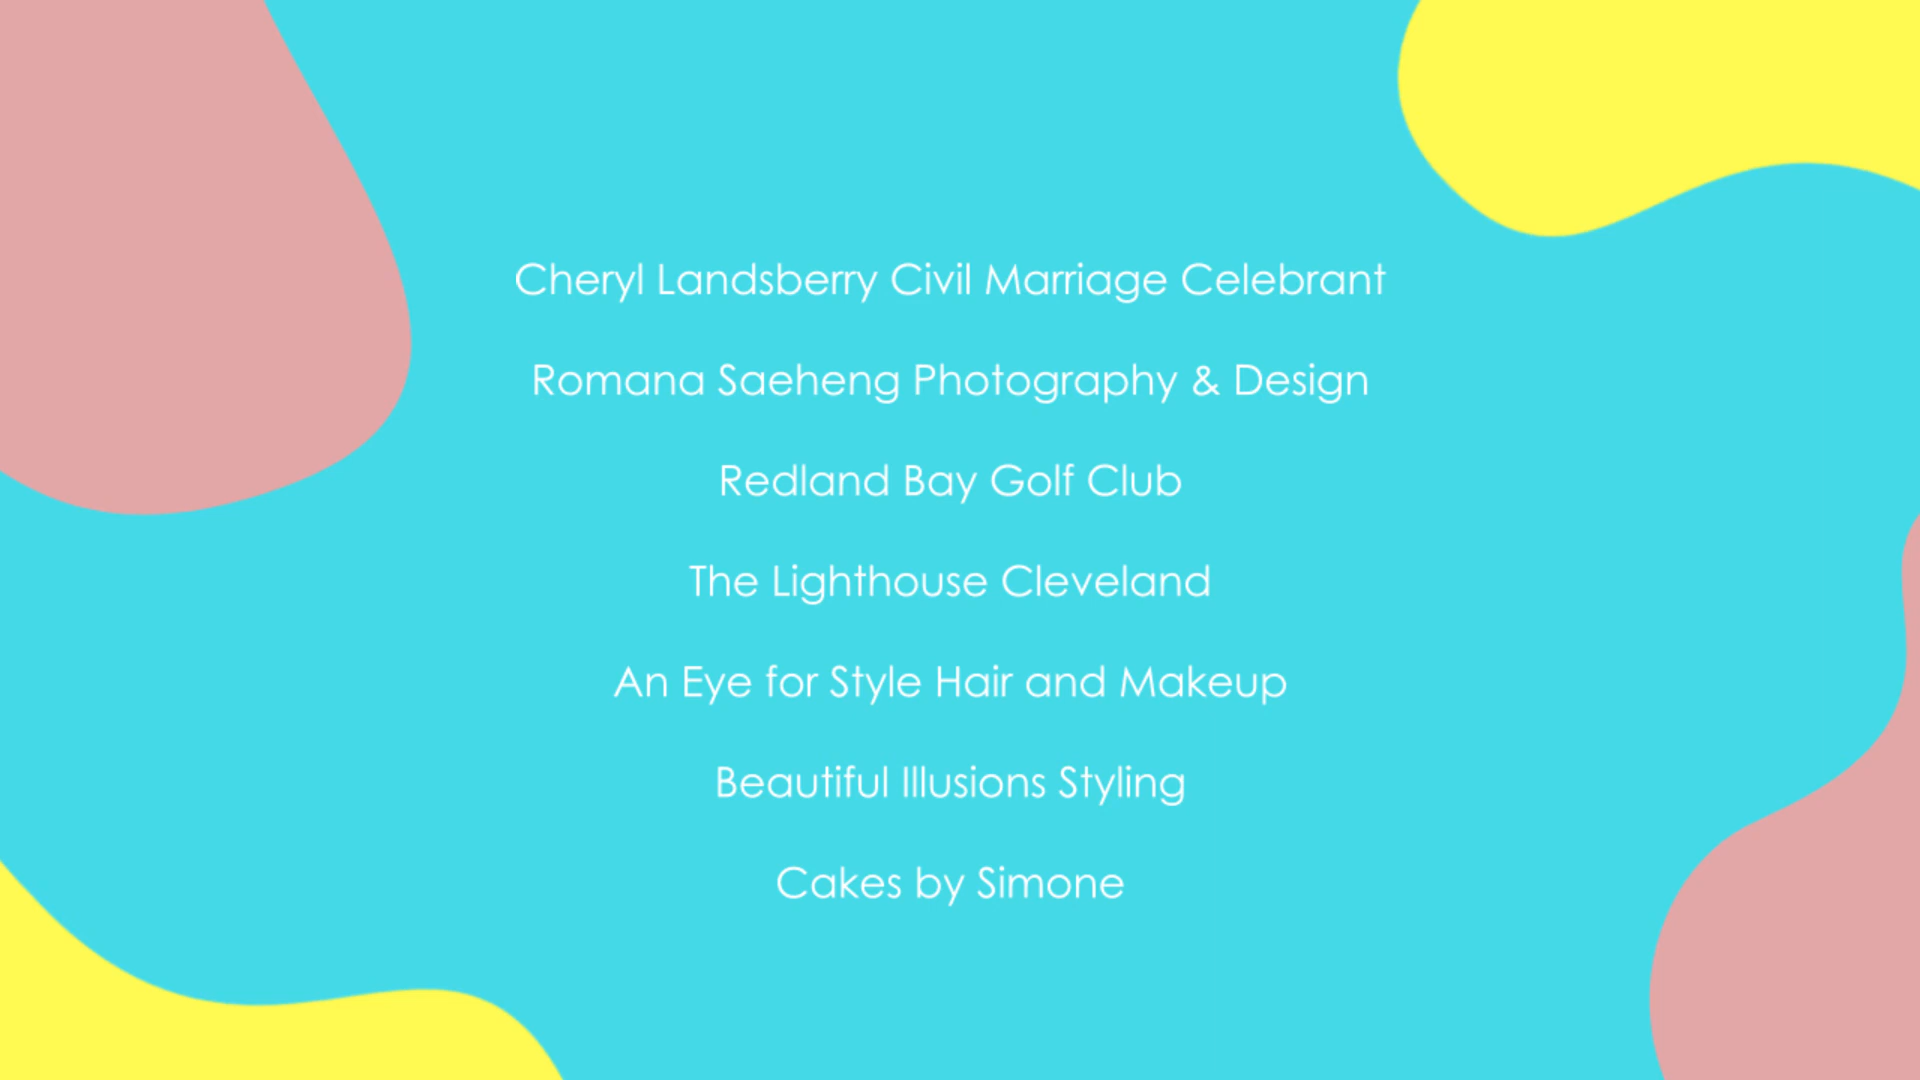 Cheryl Landsberry Civil Marriage Celebrant
Romana Saeheng Photography & Design
Redland Bay Golf Club
The Lighthouse Cleveland
An Eye for Style Hair and Makeup
Beautiful Illusions Styling
Cakes by Simone